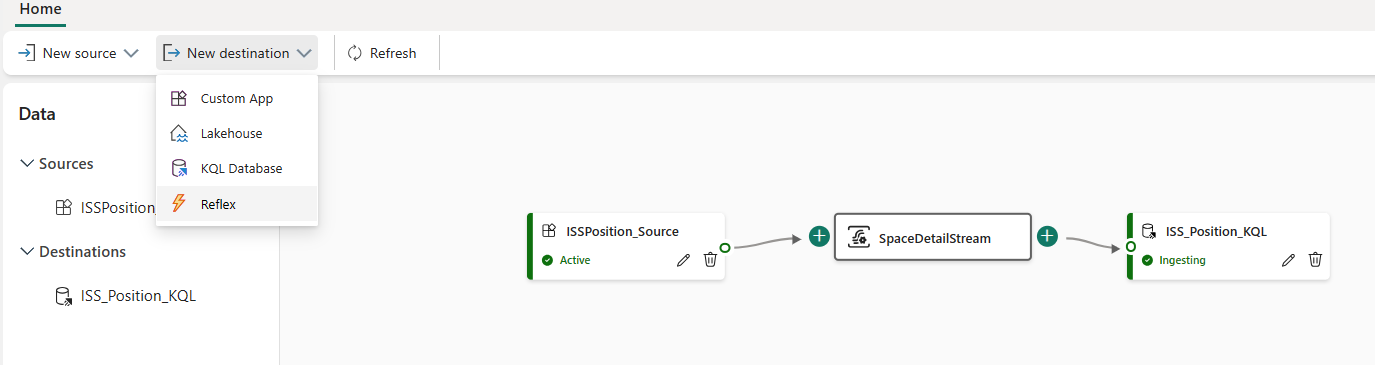 Home
New source
New destination
Refresh
Custom App
Lakehouse
KQL Database
Reflex
Data
Sources
ISSPosition_
Destinations
ISS_Position_KQL
ISSPosition_Source
Active
SpaceDetailStream
ISS_Position_KQL
Ingesting